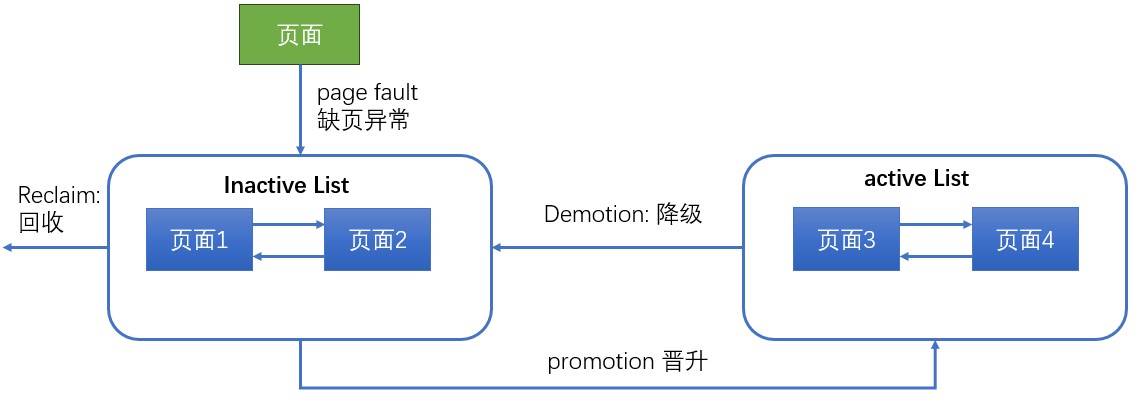 页面
page fault
缺页异常
Inactive List
active List
Reclaim:
回收
Demotion: 降级
页面1
页面2
页面3
页面4
promotion 晋升